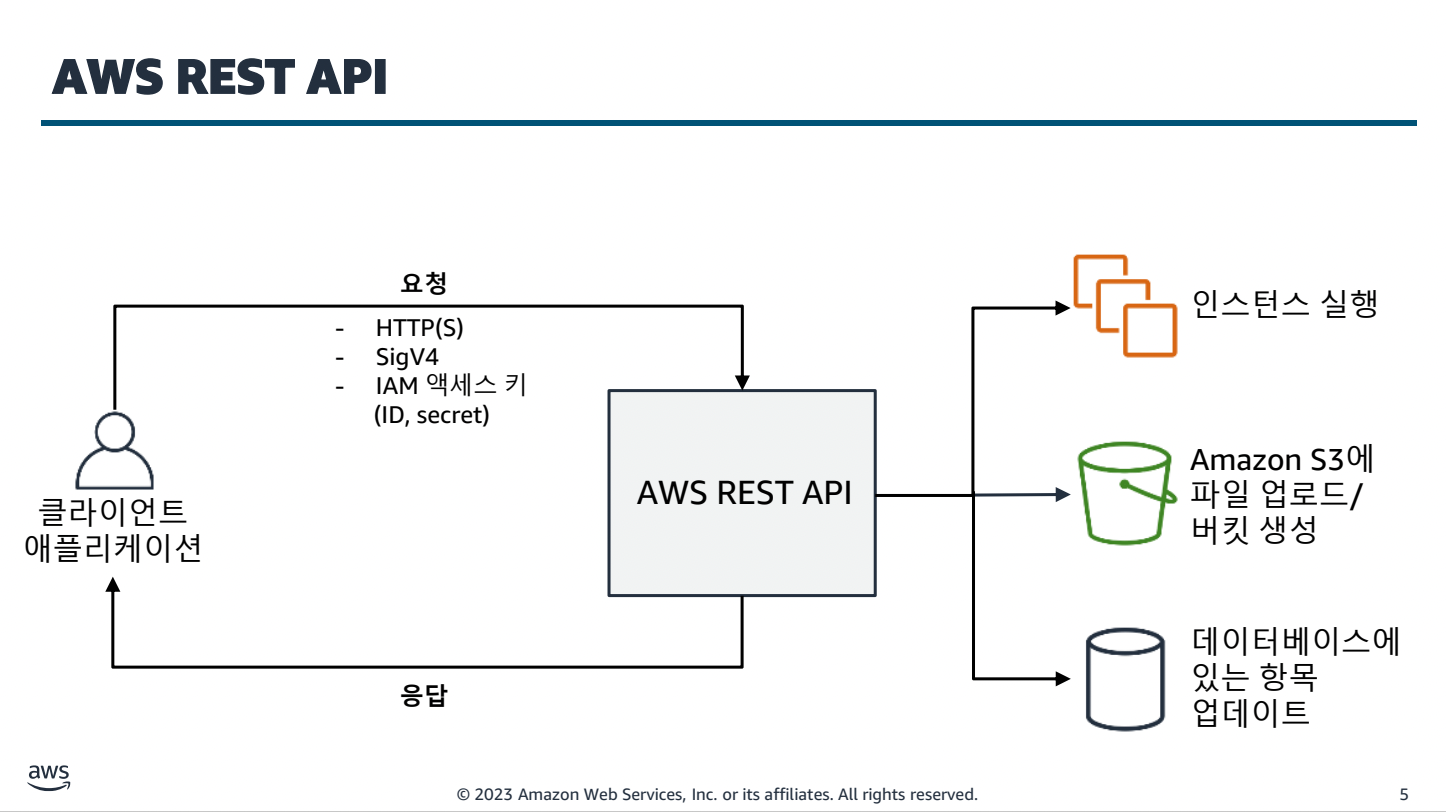 AWS REST API
요청
- HTTP(S)
- SigV4
- IAM 액세스 키
(ID, secret)
클라이언트
애플리케이션
AWS REST API
응답
인스턴스 실행
Amazon S3에
파일 업로드/
버킷 생성
데이터베이스에
있는 항목
업데이트
aws
© 2023 Amazon Web Services, Inc. or its affiliates. All rights reserved.
5